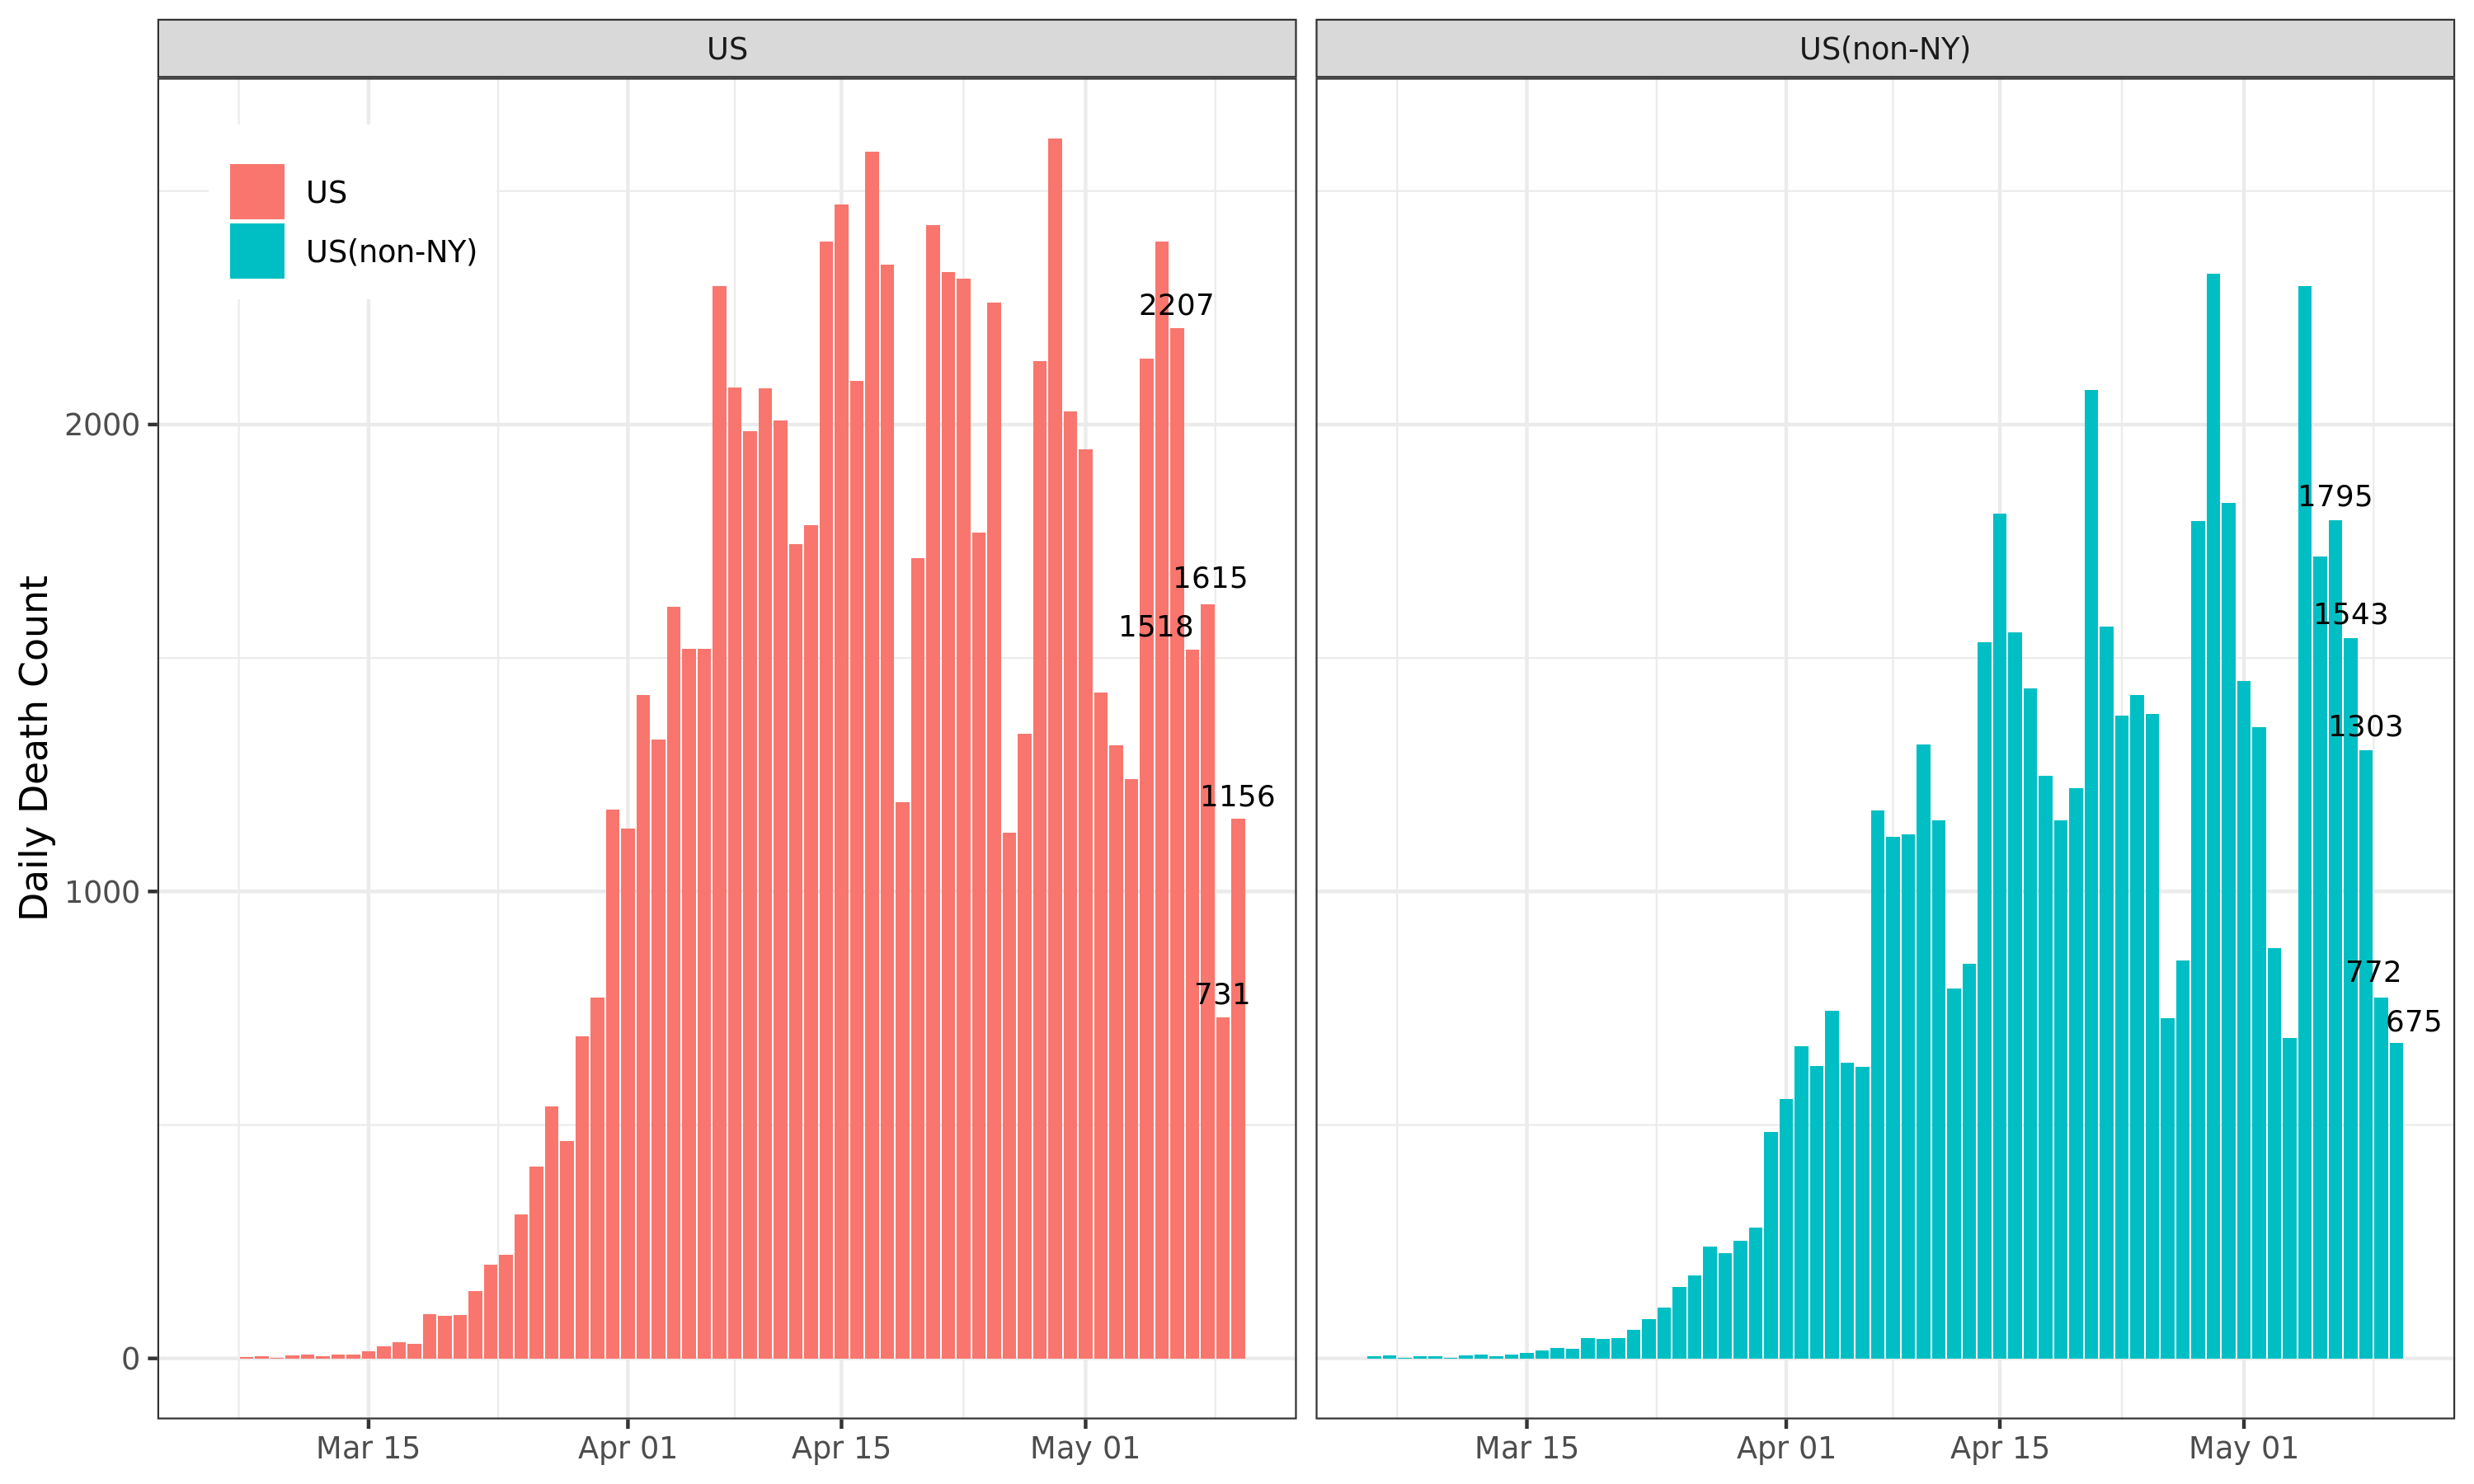 US
US(non-NY)
US
US(non-NY)
Daily Death Count
2000
1000
0
2207
1615
1518
1156
731
1795
1543
1303
772
675
Mar 15
Apr 01
Apr 15
May 01
Mar 15
Apr 01
Apr 15
May 01